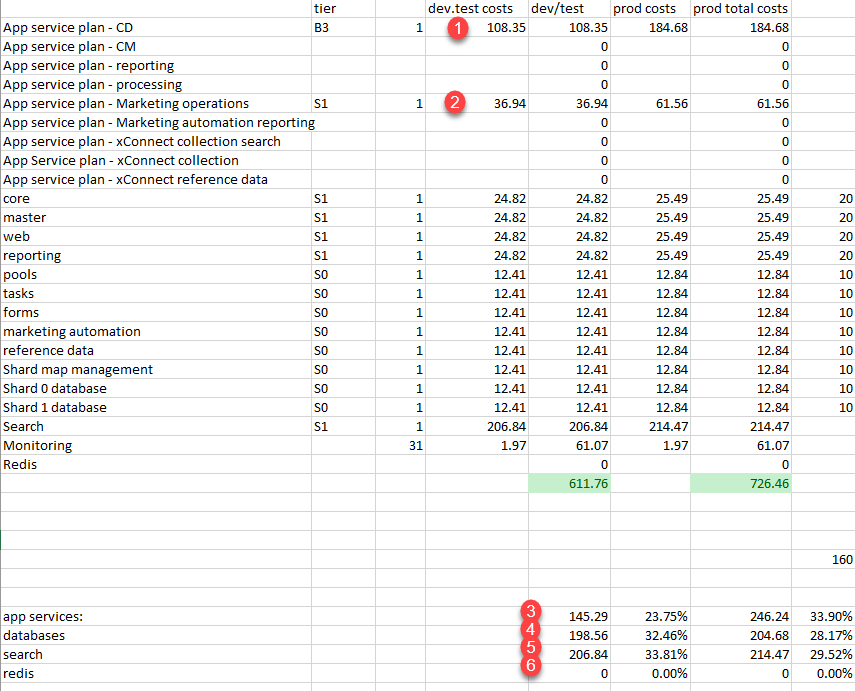 tier dev.test costs dev/test prod costs prod total costs
App service plan - CD B3 1 1 108.35 108.35 184.68 184.68
App service plan - CM 0 0
App service plan - reporting 0 0
App service plan - processing 0 0
App service plan - Marketing operations S1 1 2 36.94 36.94 61.56 61.56
App service plan - Marketing automation reporting 0 0
App service plan - xConnect collection search 0 0
App Service plan - xConnect collection 0 0
App service plan - xConnect reference data 0 0
core S1 1 24.82 24.82 25.49 25.49 20
master S1 1 24.82 24.82 25.49 25.49 20
web S1 1 24.82 24.82 25.49 25.49 20
reporting S1 1 24.82 24.82 25.49 25.49 20
pools S0 1 12.41 12.41 12.84 12.84 10
tasks S0 1 12.41 12.41 12.84 12.84 10
forms S0 1 12.41 12.41 12.84 12.84 10
marketing automation S0 1 12.41 12.41 12.84 12.84 10
reference data S0 1 12.41 12.41 12.84 12.84 10
Shard map management S0 1 12.41 12.41 12.84 12.84 10
Shard 0 database S0 1 12.41 12.41 12.84 12.84 10
Shard 1 database S0 1 12.41 12.41 12.84 12.84 10
Search S1 1 206.84 206.84 214.47 214.47
Monitoring 31 1.97 61.07 1.97 61.07
Redis 0 0
611.76 726.46
160
app services: 3 145.29 23.75% 246.24 33.90%
databases 4 198.56 32.46% 204.68 28.17%
search 5 206.84 33.81% 214.47 29.52%
redis 6 0 0.00% 0 0.00%